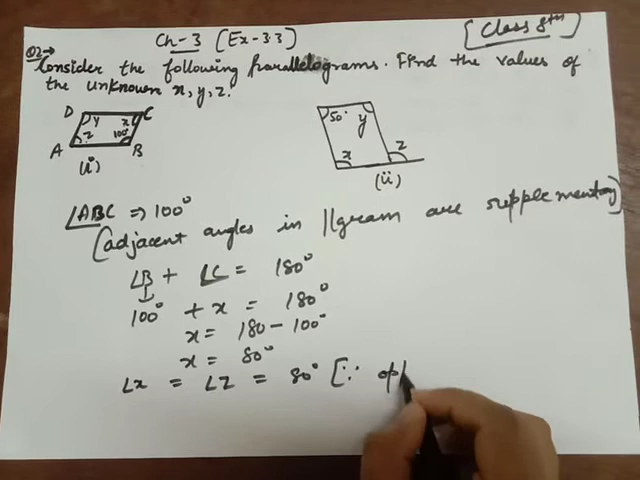 Ch-3 (Ex-3.3)
[Class 8th]
Q2→
Consider the following parallelograms. Find the values of
the unknown x, y, z.
D y x C
A z 100° B
(i)
50° y
x z
(ii)
∠ABC ⇒ 100°
(adjacent angles in ||gram are supplementary)
∠B + ∠C = 180°
↓
100° + x = 180°
x = 180 - 100°
x = 80°
∠x = ∠z = 80° [∵ op